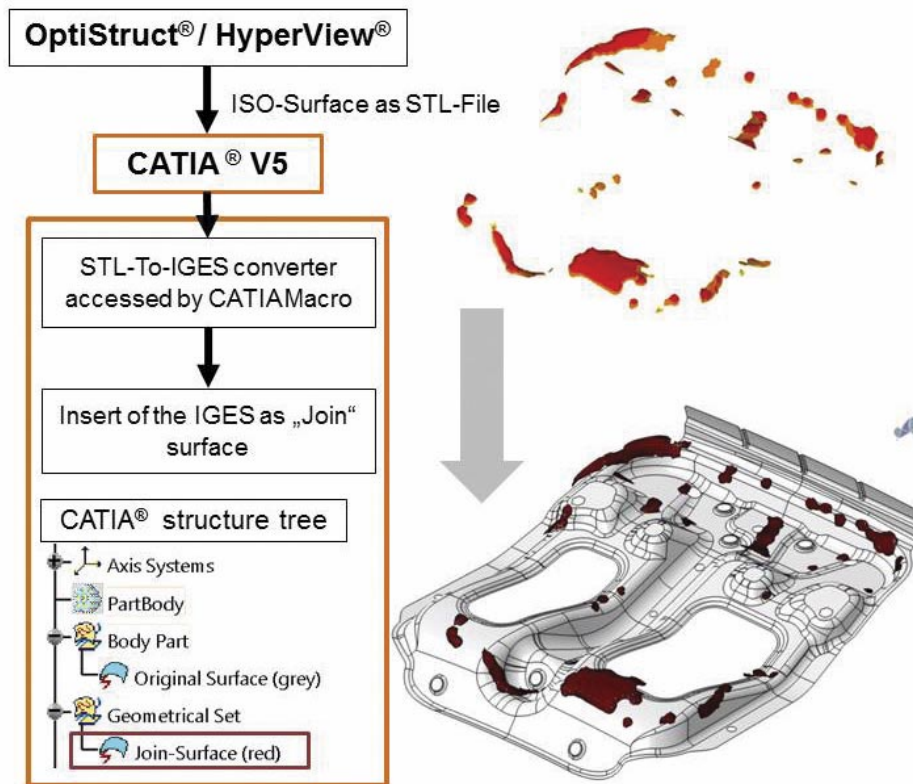 OptiStruct® / HyperView®
ISO-Surface as STL-File
CATIA ® V5
STL-To-IGES converter
accessed by CATIAMacro
Insert of the IGES as „Join“
surface
CATIA® structure tree
Axis Systems
PartBody
Body Part
Original Surface (grey)
Geometrical Set
Join-Surface (red)